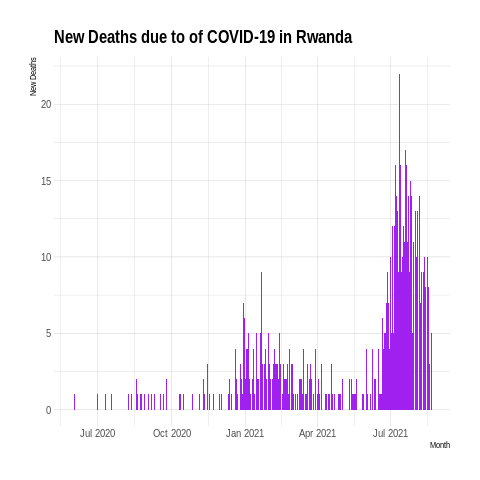 New Deaths due to of COVID-19 in Rwanda
New Deaths
20
15
10
5
0
Jul 2020 Oct 2020 Jan 2021 Apr 2021 Jul 2021
Month